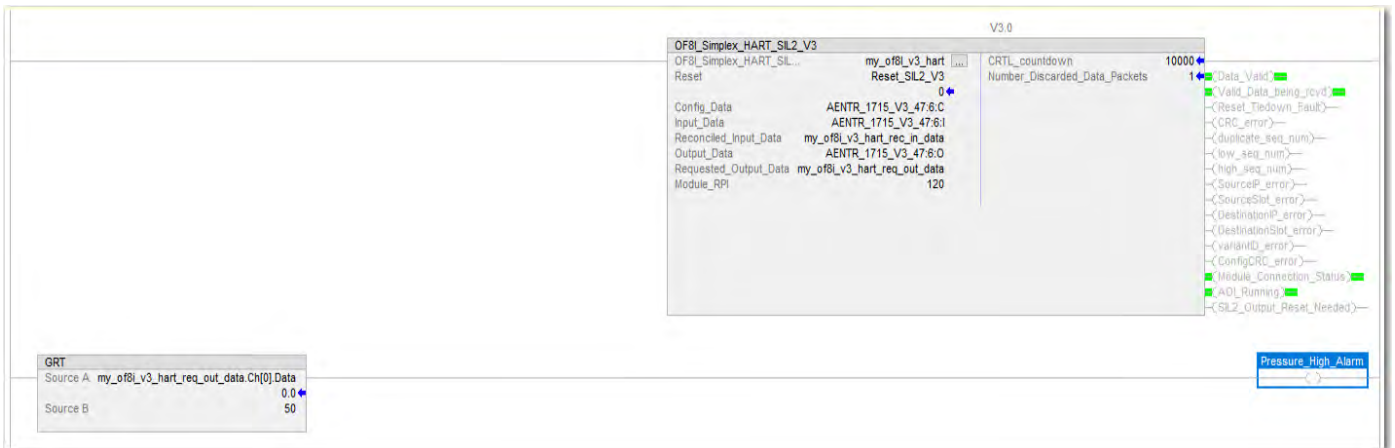 V3.0
OF8I_Simplex_HART_SIL2_V3
OF8I_Simplex_HART_SIL... my_of8I_v3_hart ... CRTL_countdown 10000
Reset Reset_SIL2_V3 Number_Discarded_Data_Packets 1 (Data_Valid)
0 (Valid_Data_being_rcvd)
Config_Data AENTR_1715_V3_47:6:C (Reset_Tiedown_Fault)
Input_Data AENTR_1715_V3_47:6:I (CRC_error)
Reconciled_Input_Data my_of8i_v3_hart_rec_in_data (duplicate_seq_num)
Output_Data AENTR_1715_V3_47:6:O (low_seq_num)
Requested_Output_Data my_of8i_v3_hart_req_out_data (high_seq_num)
Module_RPI 120 (SourceIP_error)
(SourceSlot_error)
(DestinationIP_error)
(DestinationSlot_error)
(variantID_error)
(ConfigCRC_error)
(Module_Connection_Status)
(AOI_Running)
(SIL2_Output_Reset_Needed)
GRT
Source A my_of8i_v3_hart_req_out_data.Ch[0].Data
0.0
Source B 50
Pressure_High_Alarm